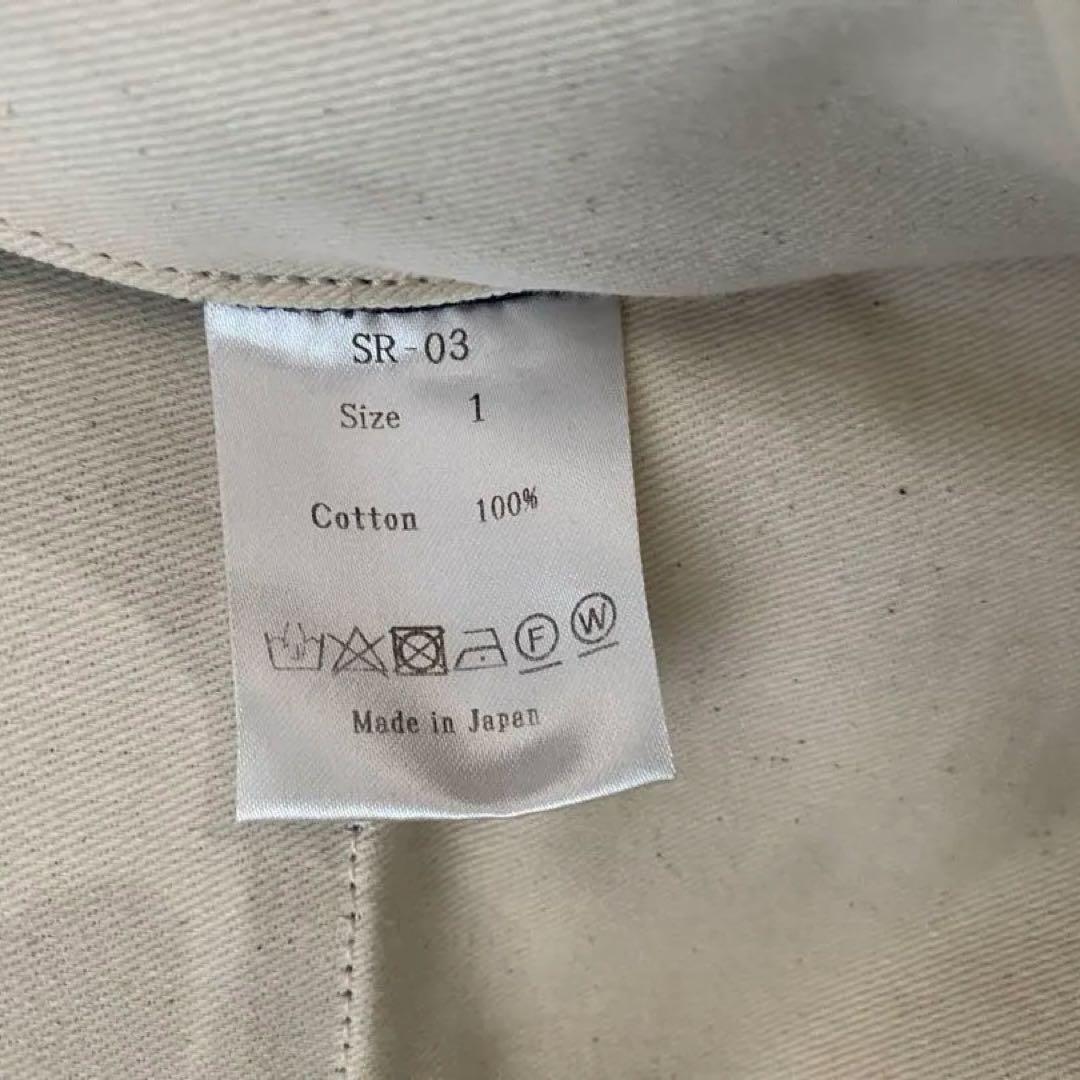 SR-03
Size 1
Cotton 100%
F W
Made in Japan